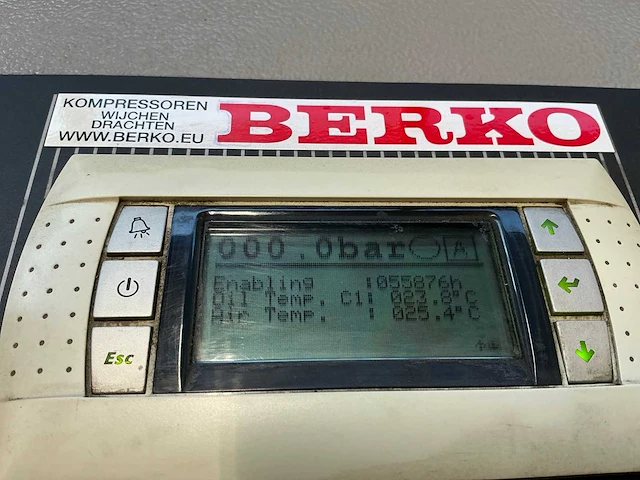 KOMPRESSOREN
WIJCHEN
DRACHTEN
WWW.BERKO.EU
BERKO
000.0bar [A]
Enabling :055876h
Oil Temp. C1: 023.8°C
Air Temp. : 025.4°C
Esc